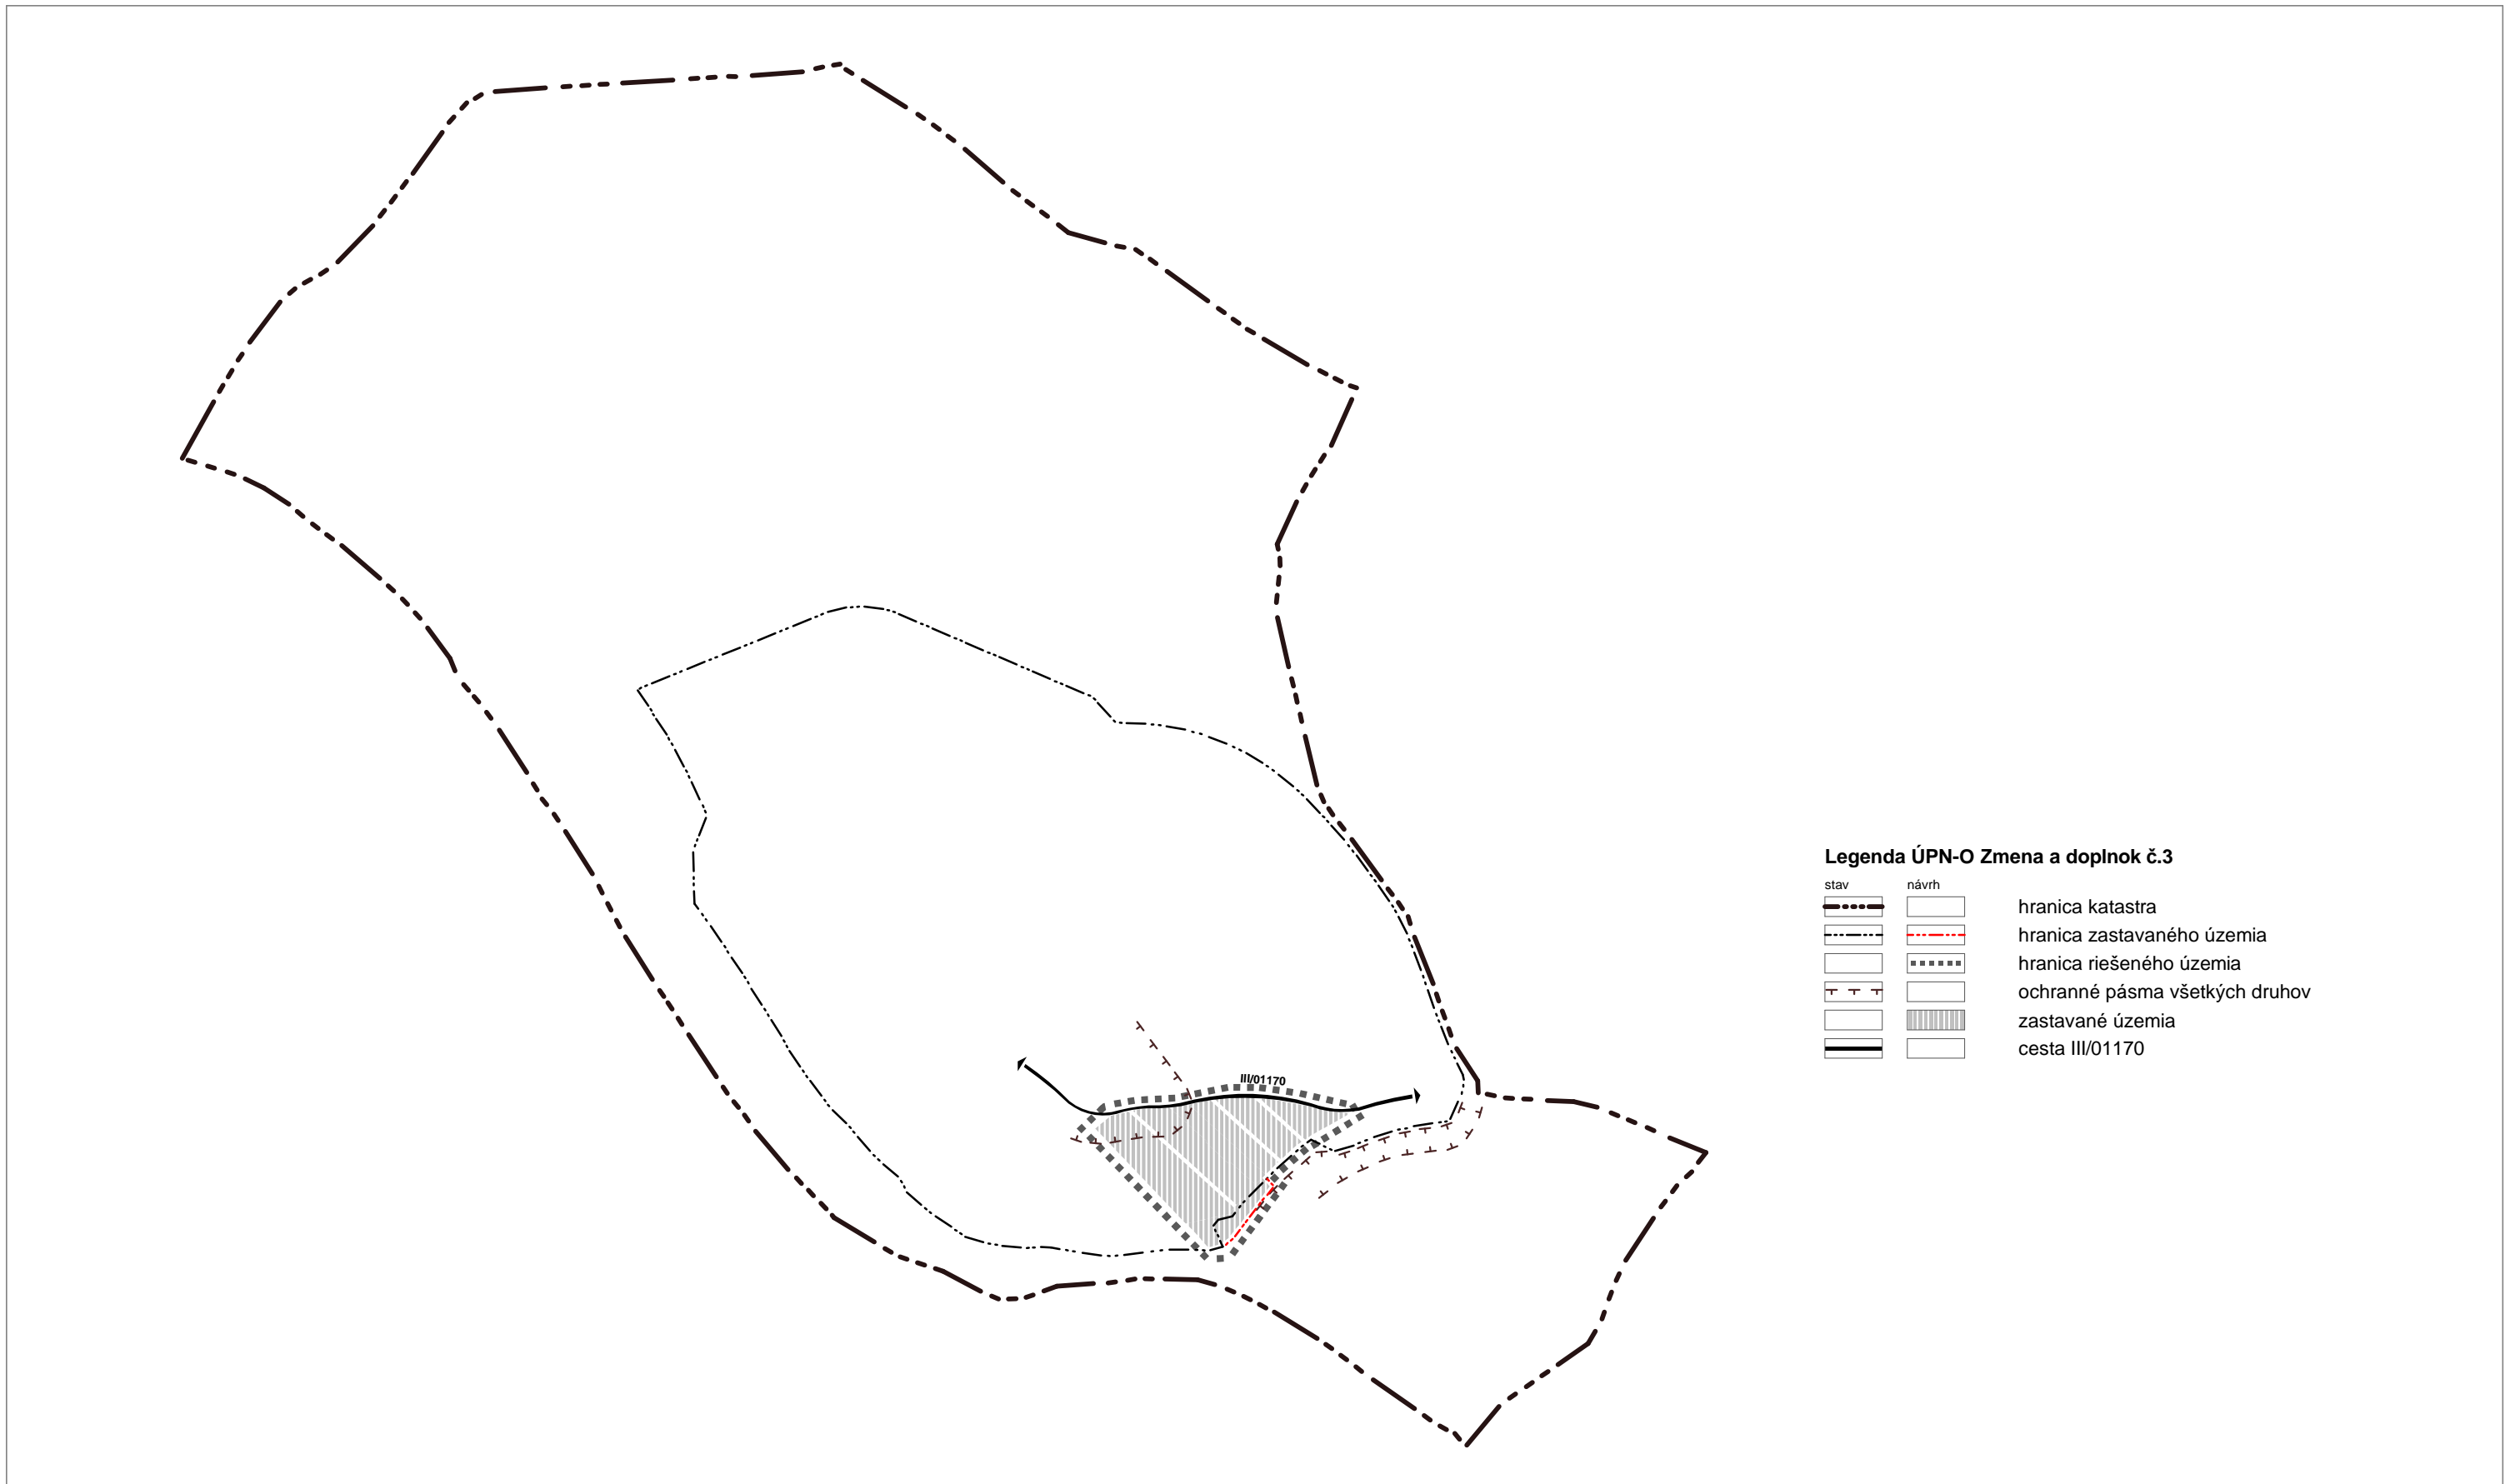 III/01170
Legenda ÚPN-O Zmena a doplnok č.3
stav návrh
hranica katastra
hranica zastavaného územia
hranica riešeného územia
ochranné pásma všetkých druhov
zastavané územia
cesta III/01170